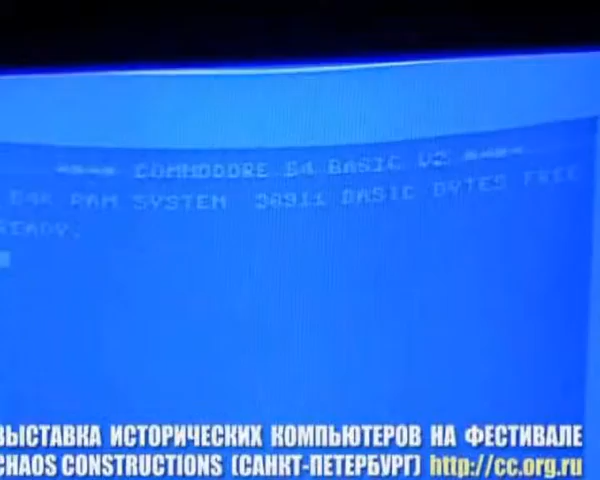 **** COMMODORE 64 BASIC V2 ****
64K RAM SYSTEM 38911 BASIC BYTES FREE
READY.
ВЫСТАВКА ИСТОРИЧЕСКИХ КОМПЬЮТЕРОВ НА ФЕСТИВАЛЕ
CHAOS CONSTRUCTIONS (САНКТ-ПЕТЕРБУРГ) http://cc.org.ru